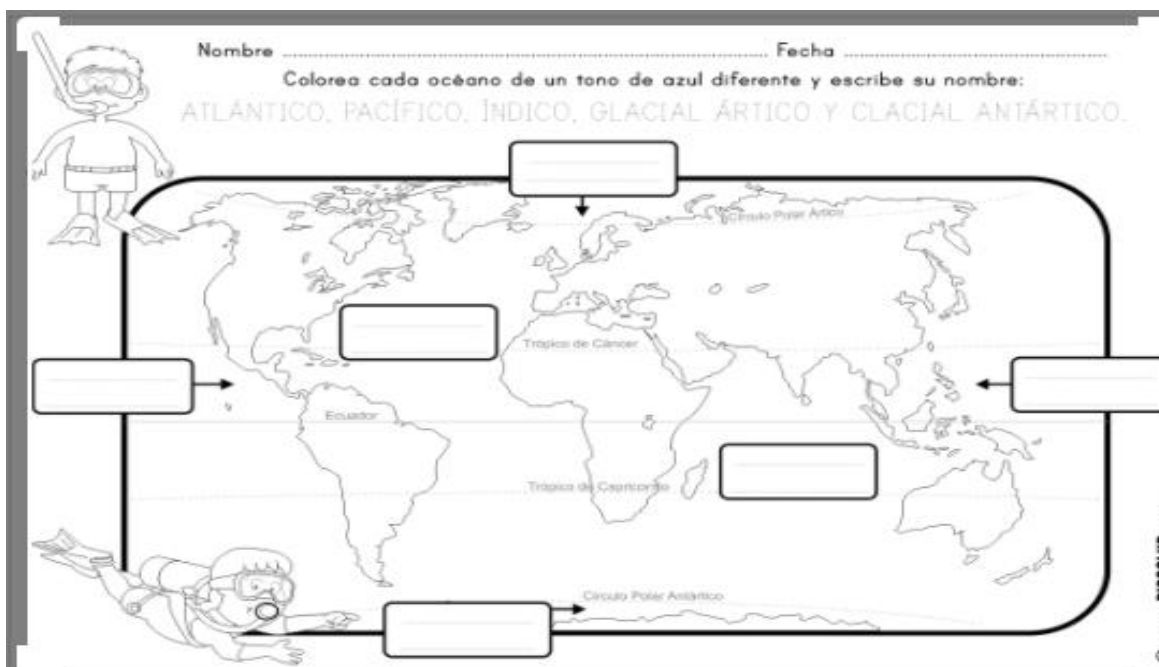 Nombre ........................ Fecha ........................
Colorea cada océano de un tono de azul diferente y escribe su nombre:
ATLÁNTICO, PACÍFICO, ÍNDICO, GLACIAL ÁRTICO Y CLACIAL ANTÁRTICO.
Círculo Polar Ártico
Trópico de Cáncer
Ecuador
Trópico de Capricornio
Círculo Polar Antártico